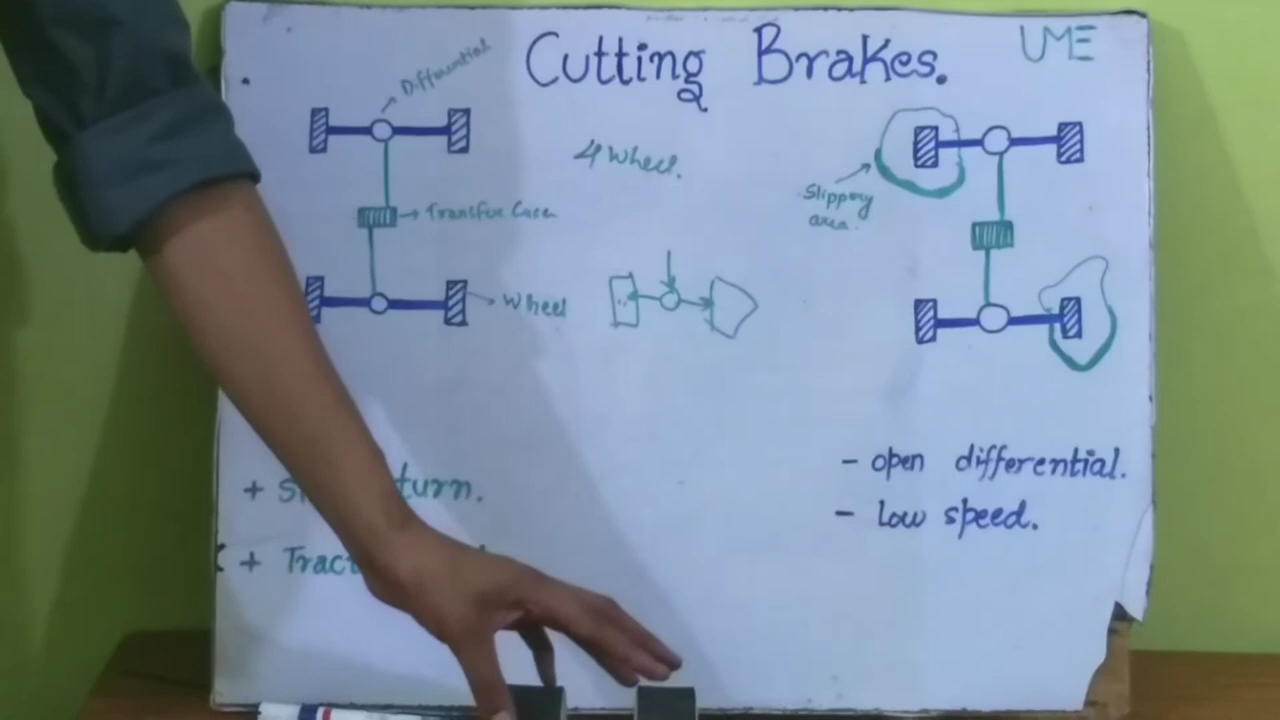 Cutting Brakes.
UME
Differential
4 wheel.
Transfer Case
Slippery
area.
Wheel
- open differential.
- low speed.
+ turn.
+